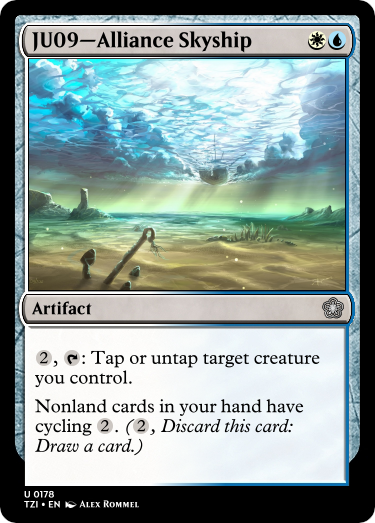 JU09—Alliance Skyship
Artifact
2, : Tap or untap target creature
you control.
Nonland cards in your hand have
cycling 2. (2, Discard this card:
Draw a card.)
U 0178
TZI • EN Alex Rommel